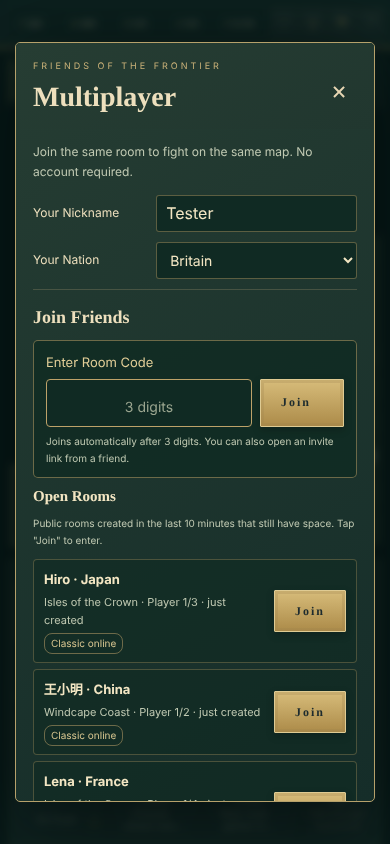 FRIENDS OF THE FRONTIER
Multiplayer
×
Join the same room to fight on the same map. No
account required.
Your Nickname
Tester
Your Nation
Britain
Join Friends
Enter Room Code
3 digits
Join
Joins automatically after 3 digits. You can also open an invite
link from a friend.
Open Rooms
Public rooms created in the last 10 minutes that still have space. Tap
"Join" to enter.
Hiro · Japan
Isles of the Crown · Player 1/3 · just
created
Classic online
Join
王小明 · China
Windcape Coast · Player 1/2 · just created
Classic online
Join
Lena · France